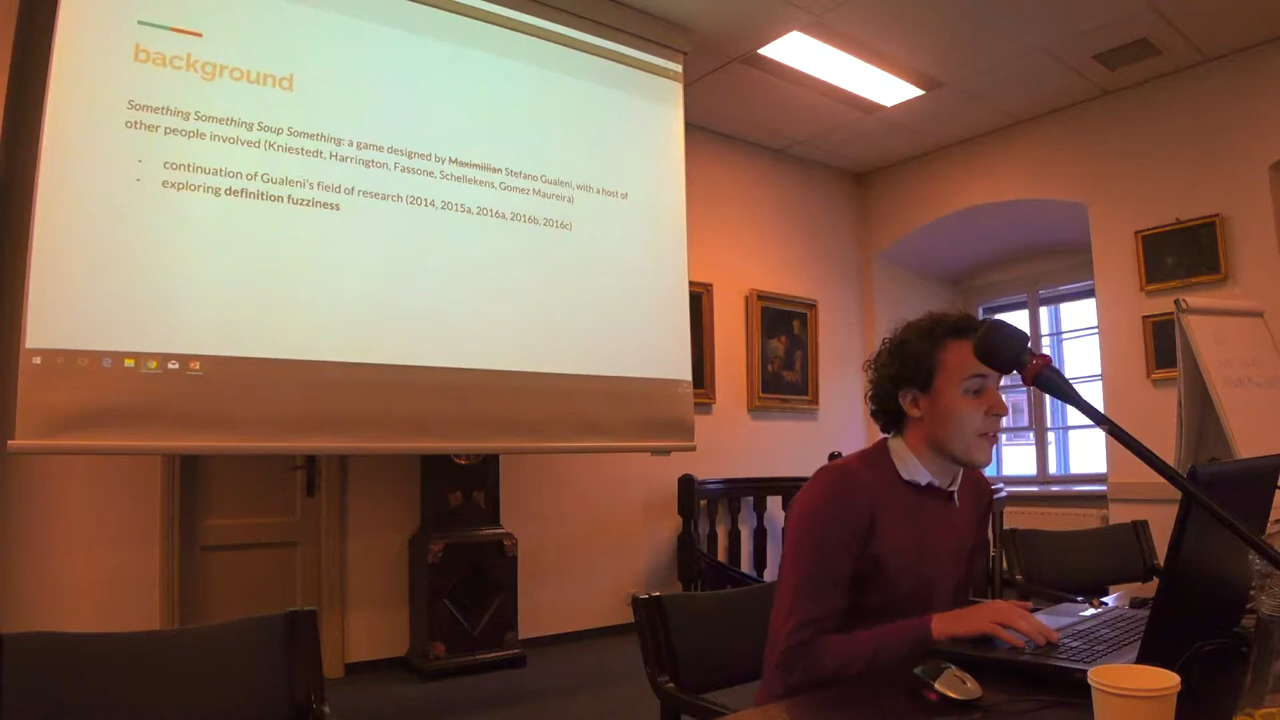 background
Something Something Soup Something: a game designed by Maximillian Stefano Gualeni, with a host of
other people involved (Kniestedt, Harrington, Fassone, Schellekens, Gomez Maureira)
- continuation of Gualeni's field of research (2014, 2015a, 2016a, 2016b, 2016c)
- exploring definition fuzziness